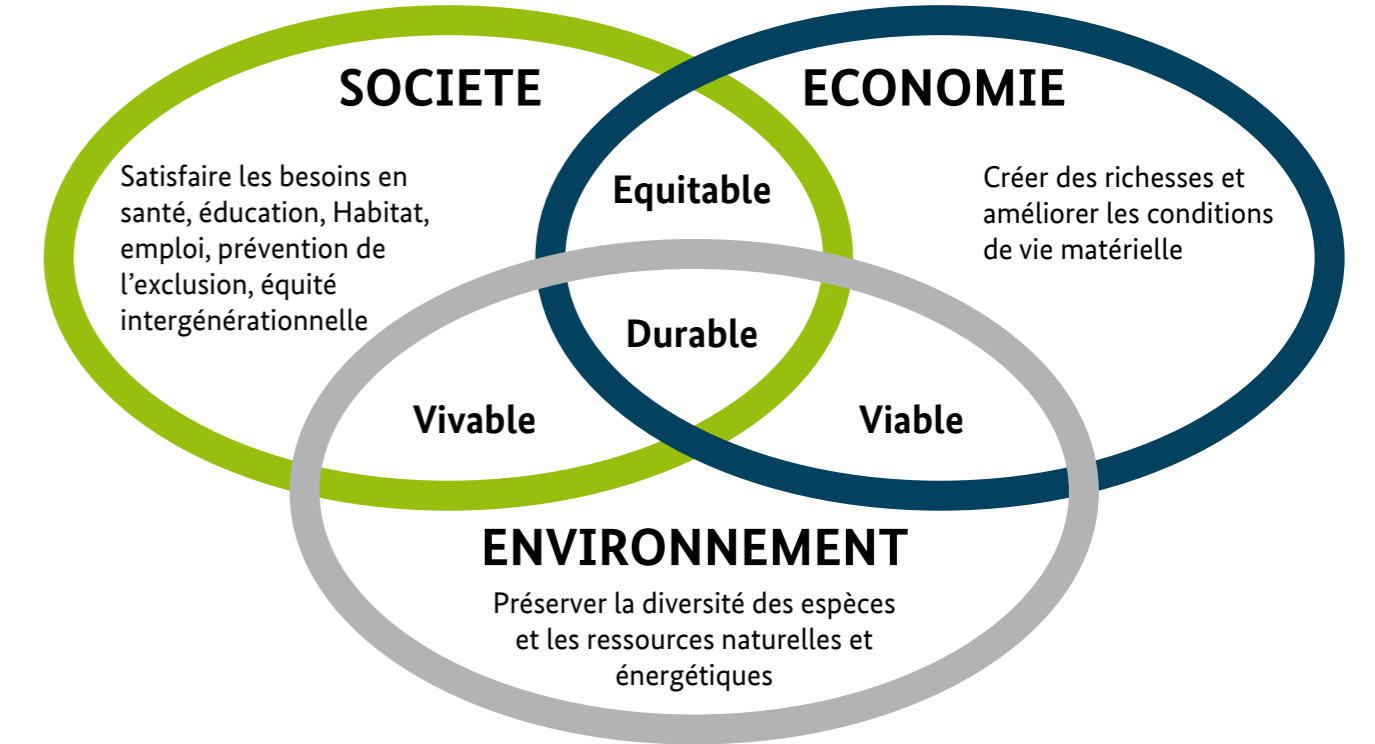 SOCIETE
Satisfaire les besoins en
santé, éducation, Habitat,
emploi, prévention de
l’exclusion, équité
intergénérationnelle
ECONOMIE
Créer des richesses et
améliorer les conditions
de vie matérielle
Equitable
Durable
Vivable
Viable
ENVIRONNEMENT
Préserver la diversité des espèces
et les ressources naturelles et
énergétiques